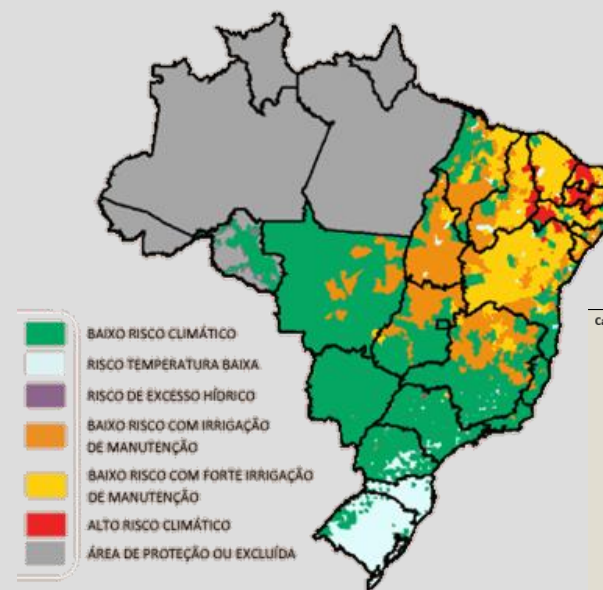 Ca
BAIXO RISCO CLIMÁTICO
RISCO TEMPERATURA BAIXA
RISCO DE EXCESSO HÍDRICO
BAIXO RISCO COM IRRIGAÇÃO
DE MANUTENÇÃO
BAIXO RISCO COM FORTE IRRIGAÇÃO
DE MANUTENÇÃO
ALTO RISCO CLIMÁTICO
ÁREA DE PROTEÇÃO OU EXCLUÍDA